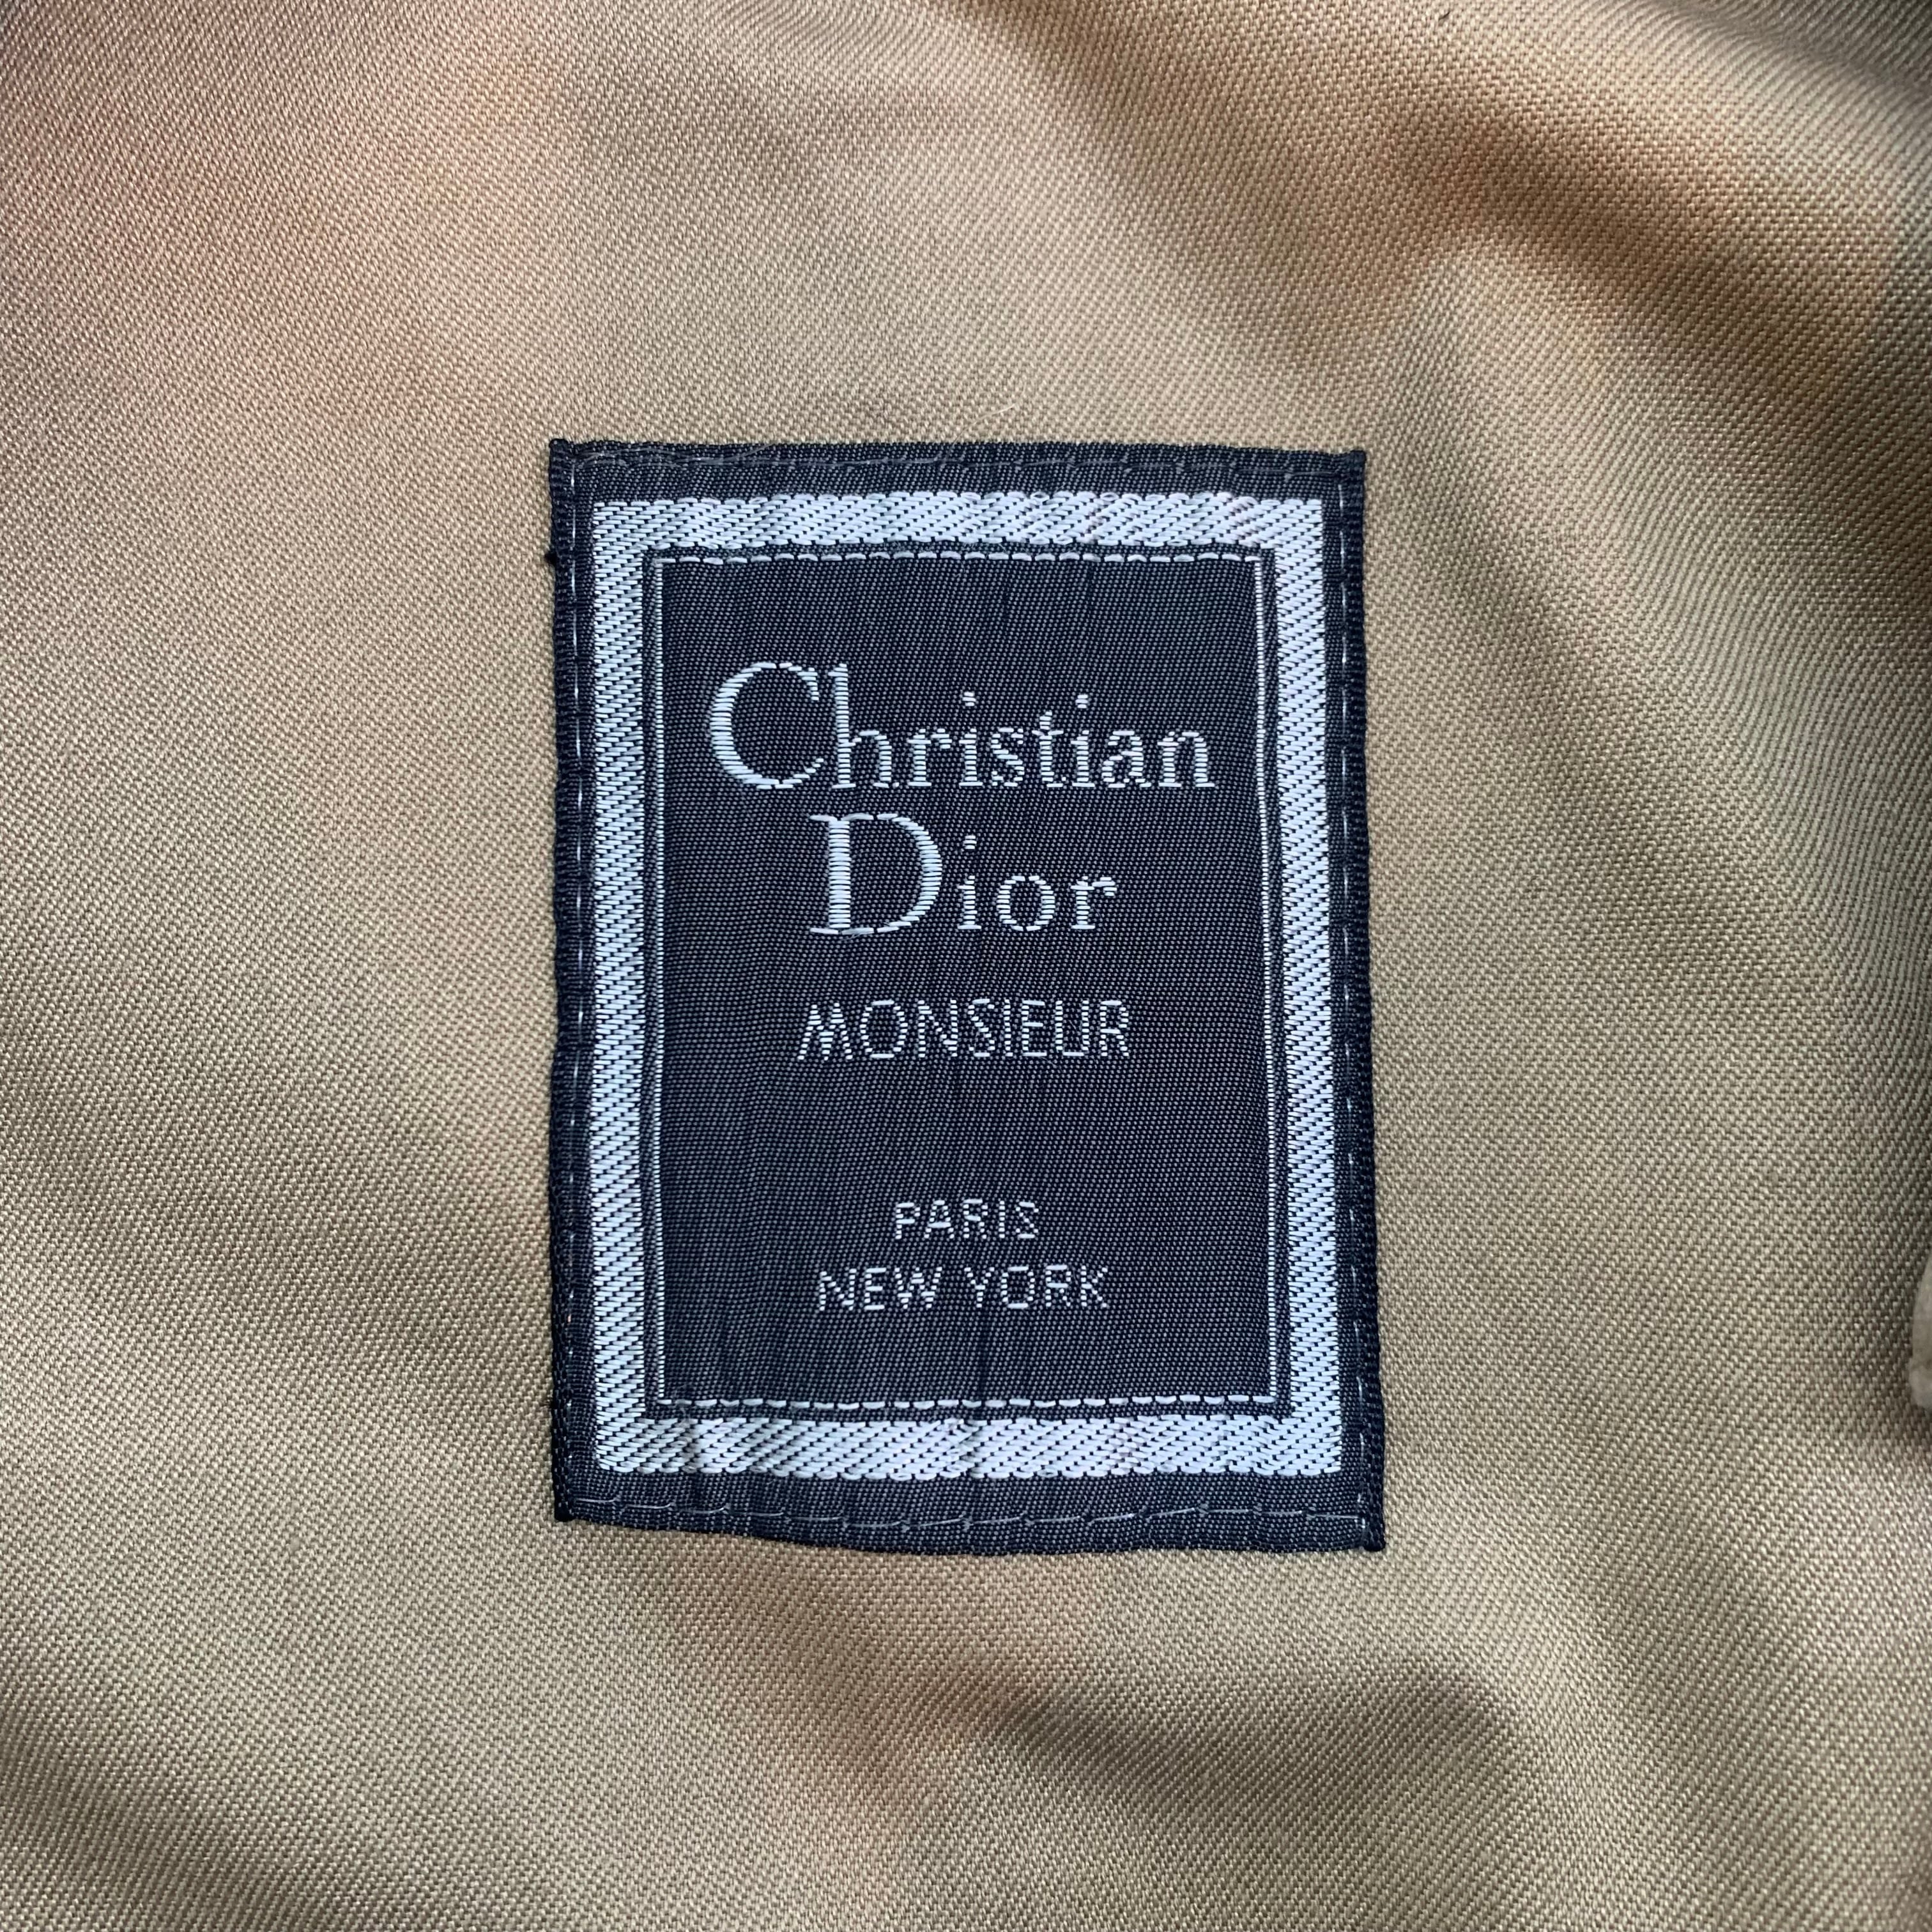 Christian
Dior
MONSIEUR
PARIS
NEW YORK